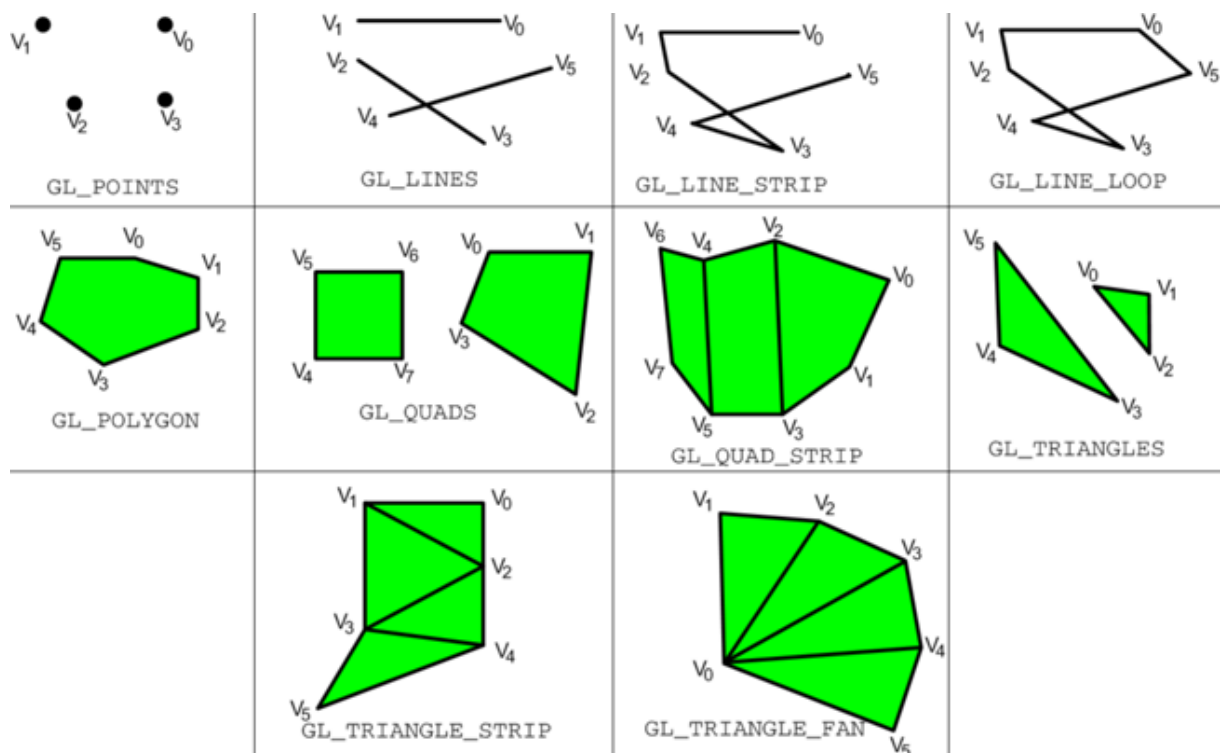 V1 V0
V2 V3
GL_POINTS
V1 V0
V2 V5
V4 V3
GL_LINES
V1 V0
V2 V5
V4 V3
GL_LINE_STRIP
V1 V0
V2 V5
V4 V3
GL_LINE_LOOP
V5 V0
V1
V4 V2
V3
GL_POLYGON
V5 V6 V0 V1
V3
V4 V7
V2
GL_QUADS
V6 V4 V2
V0
V7 V1
V5 V3
GL_QUAD_STRIP
V5
V0 V1
V4 V2
V3
GL_TRIANGLES
V1 V0
V2
V3
V4
V5
GL_TRIANGLE_STRIP
V1 V2
V3
V4
V0
GL_TRIANGLE_FAN
V5